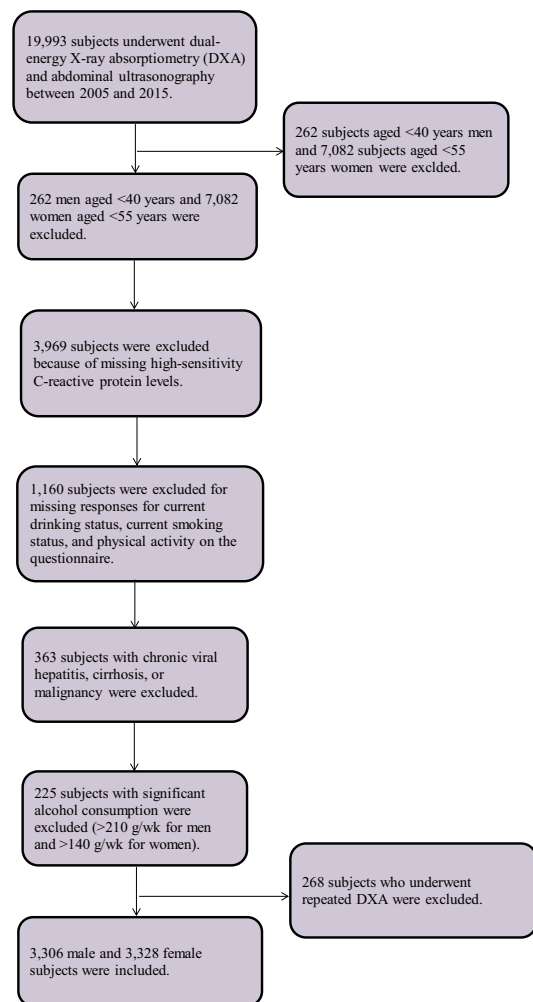 19,993 subjects underwent dual-
energy X-ray absorptiometry (DXA)
and abdominal ultrasonography
between 2005 and 2015.
262 subjects aged <40 years men
and 7,082 subjects aged <55
years women were exclded.
262 men aged <40 years and 7,082
women aged <55 years were
excluded.
3,969 subjects were excluded
because of missing high-sensitivity
C-reactive protein levels.
1,160 subjects were excluded for
missing responses for current
drinking status, current smoking
status, and physical activity on the
questionnaire.
363 subjects with chronic viral
hepatitis, cirrhosis, or
malignancy were excluded.
225 subjects with significant
alcohol consumption were
excluded (>210 g/wk for men
and >140 g/wk for women).
268 subjects who underwent
repeated DXA were excluded.
3,306 male and 3,328 female
subjects were included.